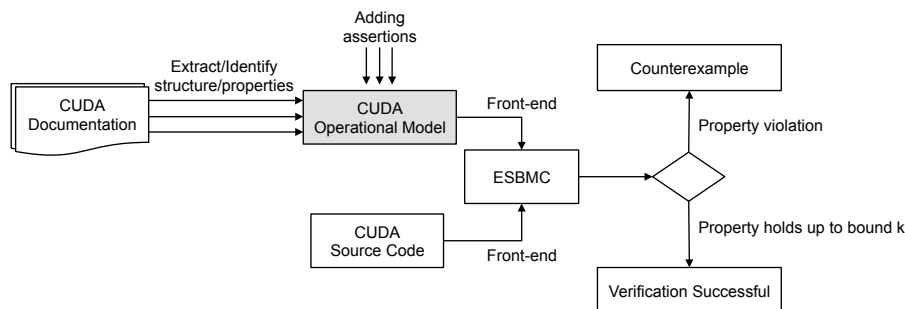 Adding
assertions
Extract/Identify
structure/properties
CUDA
Documentation
CUDA
Operational Model
Front-end
Counterexample
Property violation
ESBMC
Property holds up to bound k
CUDA
Source Code
Front-end
Verification Successful